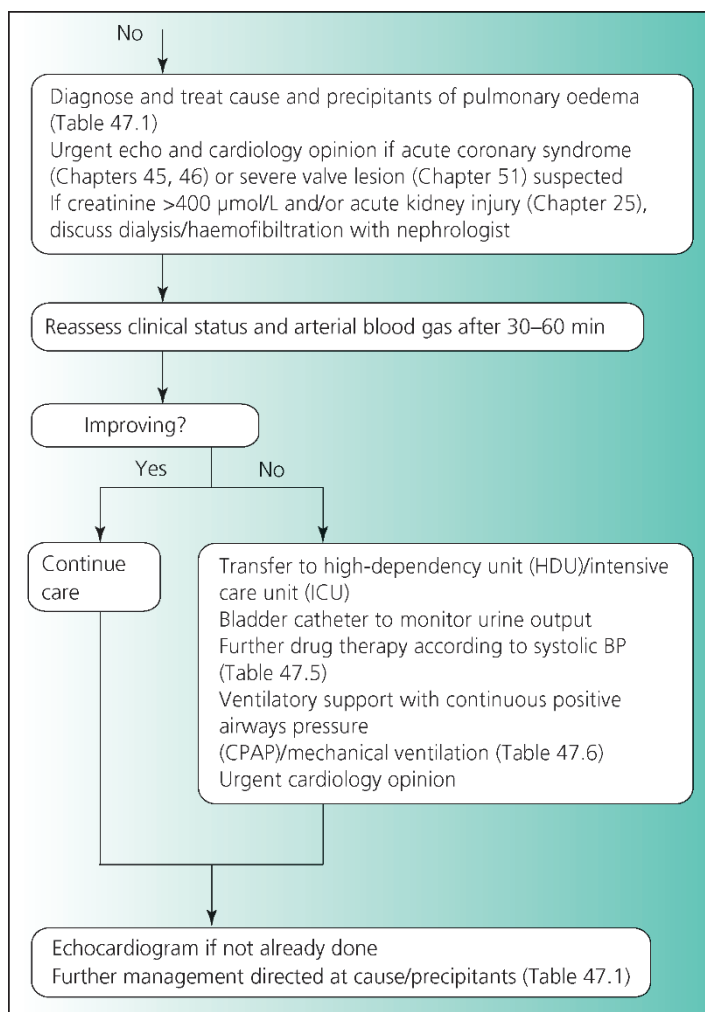 No
Diagnose and treat cause and precipitants of pulmonary oedema
(Table 47.1)
Urgent echo and cardiology opinion if acute coronary syndrome
(Chapters 45, 46) or severe valve lesion (Chapter 51) suspected
If creatinine >400 μmol/L and/or acute kidney injury (Chapter 25),
discuss dialysis/haemofibiltration with nephrologist
Reassess clinical status and arterial blood gas after 30–60 min
Improving?
Yes
No
Continue
care
Transfer to high-dependency unit (HDU)/intensive
care unit (ICU)
Bladder catheter to monitor urine output
Further drug therapy according to systolic BP
(Table 47.5)
Ventilatory support with continuous positive
airways pressure
(CPAP)/mechanical ventilation (Table 47.6)
Urgent cardiology opinion
Echocardiogram if not already done
Further management directed at cause/precipitants (Table 47.1)